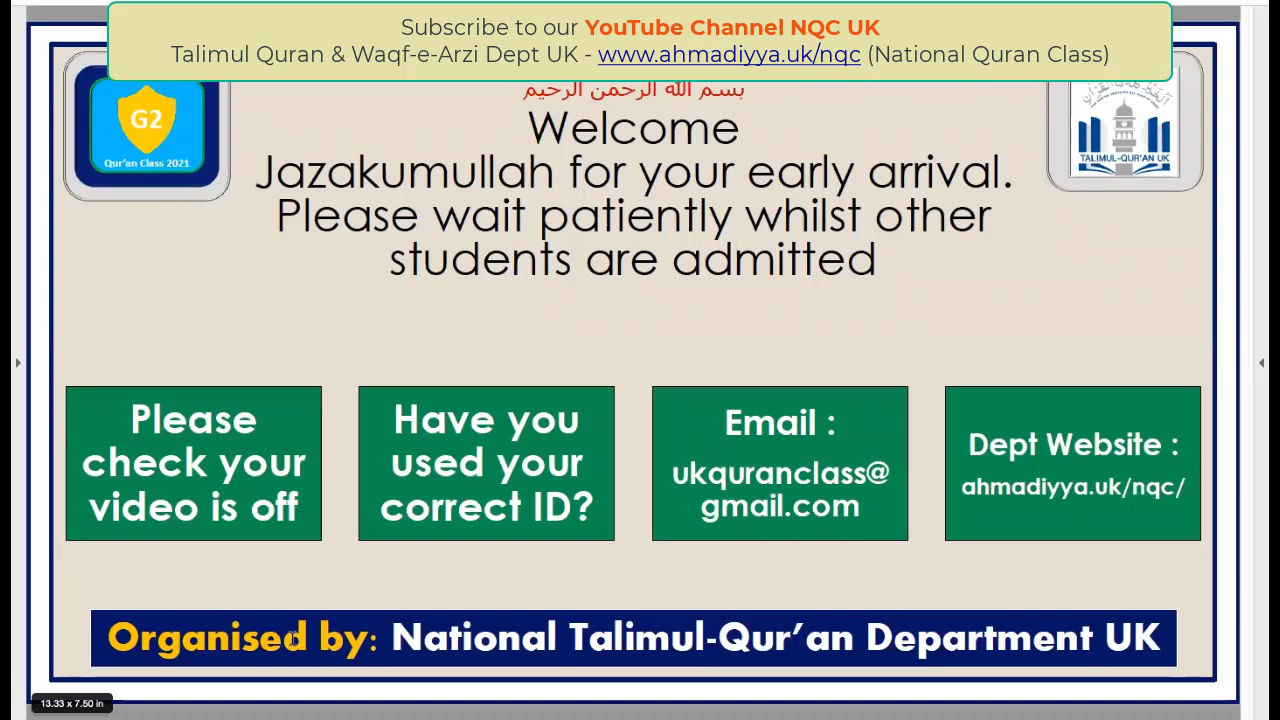 Subscribe to our YouTube Channel NQC UK
Talimul Quran & Waqf-e-Arzi Dept UK - www.ahmadiyya.uk/nqc (National Quran Class)
بسم الله الرحمن الرحيم
G2
Qur'an Class 2021
TALIMUL-QUR'AN UK
Welcome
Jazakumullah for your early arrival.
Please wait patiently whilst other
students are admitted
Please
check your
video is off
Have you
used your
correct ID?
Email :
ukquranclass@
gmail.com
Dept Website :
ahmadiyya.uk/nqc/
Organised by: National Talimul-Qur’an Department UK
13.33 x 7.50 in